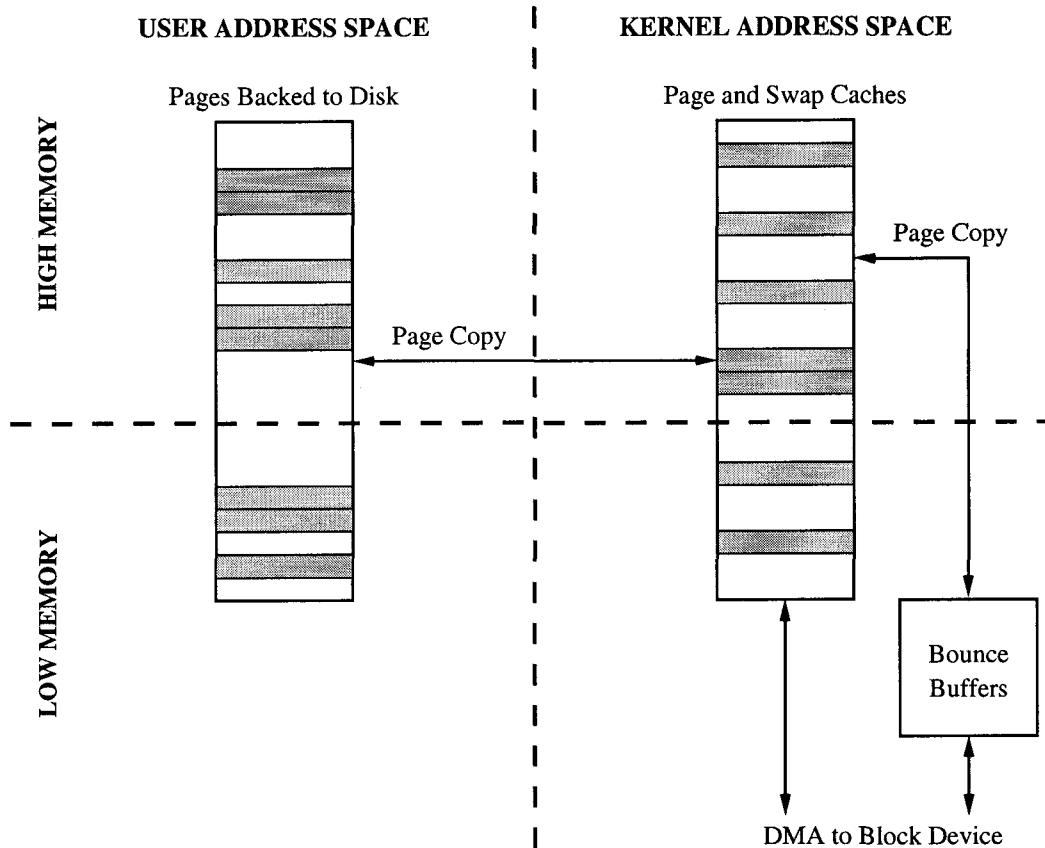 USER ADDRESS SPACE
KERNEL ADDRESS SPACE
Pages Backed to Disk
Page and Swap Caches
HIGH MEMORY
Page Copy
Page Copy
LOW MEMORY
Bounce
Buffers
DMA to Block Device